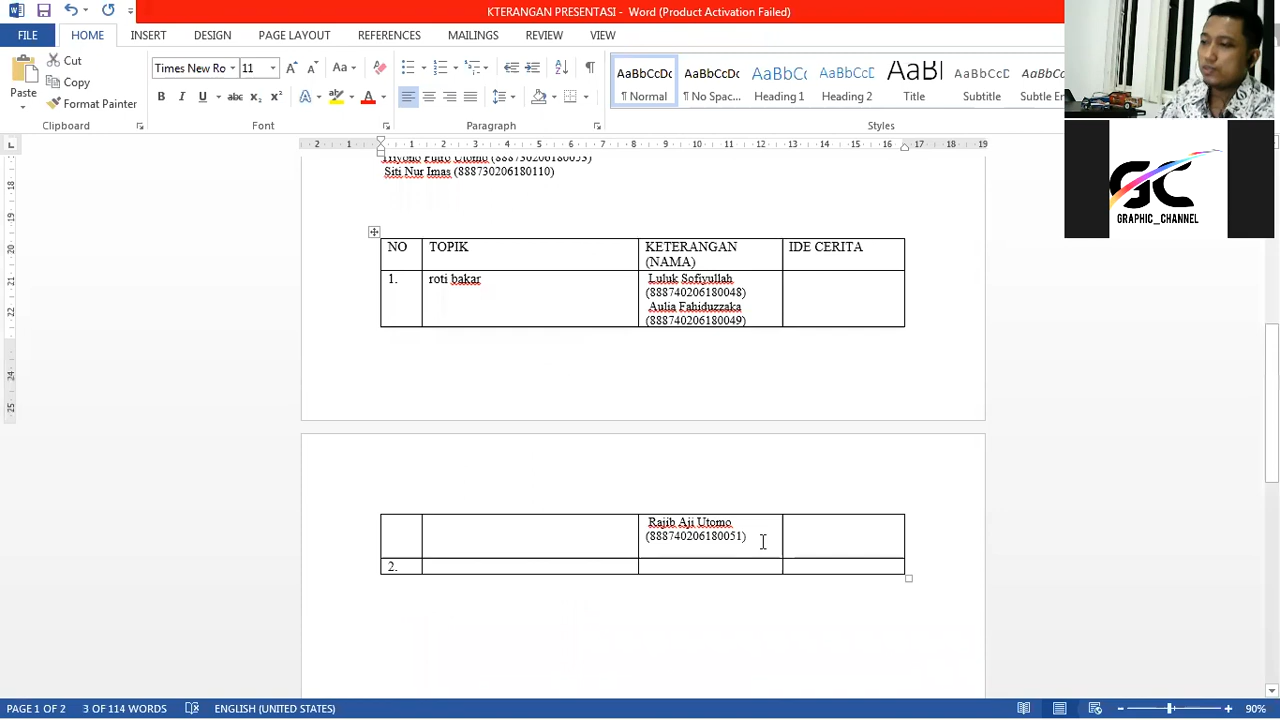 KTERANGAN PRESENTASI - Word (Product Activation Failed)
FILE HOME INSERT DESIGN PAGE LAYOUT REFERENCES MAILINGS REVIEW VIEW
Paste
Cut
Copy
Format Painter
Clipboard
Times New Ro 11
Font
Paragraph
AaBbCcDc AaBbCcDc AaBbCc AaBbCcC AaB AaBbCcD AaBbCcDc
¶ Normal ¶ No Spac... Heading 1 Heading 2 Title Subtitle Subtle Em
Styles
GC
GRAPHIC_CHANNEL
Siti Nur Imas (888730206180110)
NO TOPIK KETERANGAN (NAMA) IDE CERITA
1. roti bakar
Luluk Sofiyullah
(888740206180048)
Aulia Fahiduzzaka
(888740206180049)
Rajib Aji Utomo
(888740206180051)
2.
PAGE 1 OF 2 3 OF 114 WORDS ENGLISH (UNITED STATES) 90%